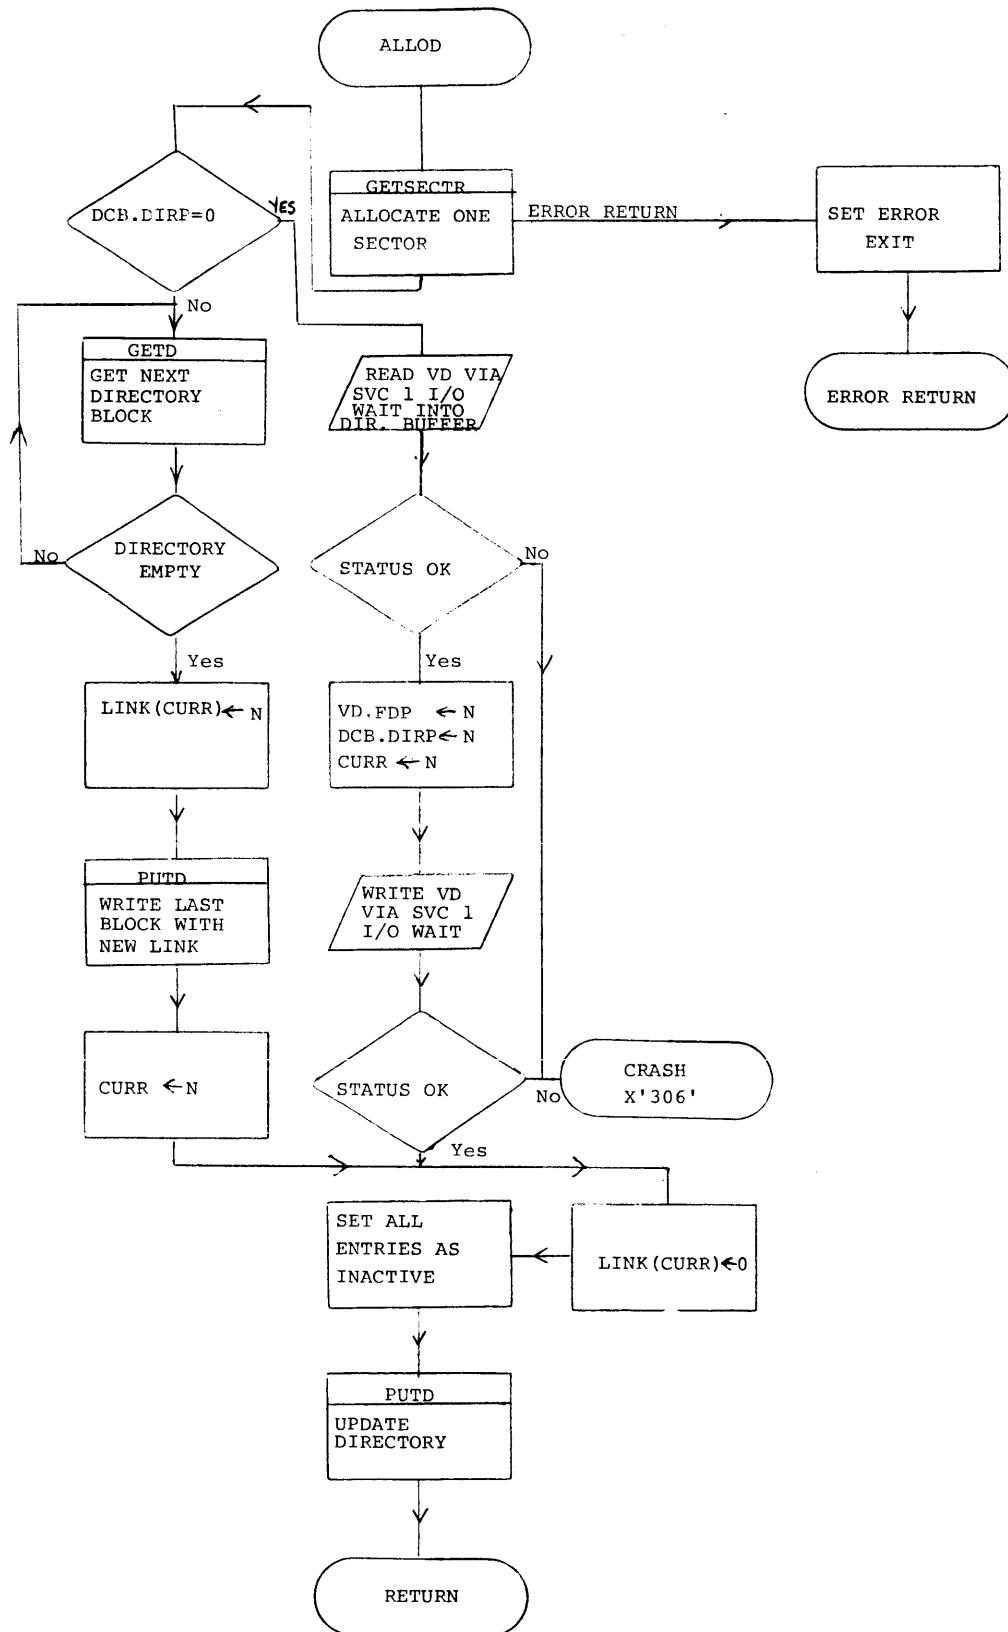 ALLOD
GETSECTR
ALLOCATE ONE
SECTOR
ERROR RETURN
SET ERROR
EXIT
ERROR RETURN
DCB.DIRP=0
YES
No
GETD
GET NEXT
DIRECTORY
BLOCK
READ VD VIA
SVC 1 I/O
WAIT INTO
DIR. BUFFER
DIRECTORY
EMPTY
No
Yes
STATUS OK
No
Yes
LINK(CURR)← N
VD.FDP ← N
DCB.DIRP← N
CURR ← N
PUTD
WRITE LAST
BLOCK WITH
NEW LINK
WRITE VD
VIA SVC 1
I/O WAIT
CURR ← N
STATUS OK
No
Yes
CRASH
X'306'
SET ALL
ENTRIES AS
INACTIVE
LINK(CURR)←0
PUTD
UPDATE
DIRECTORY
RETURN